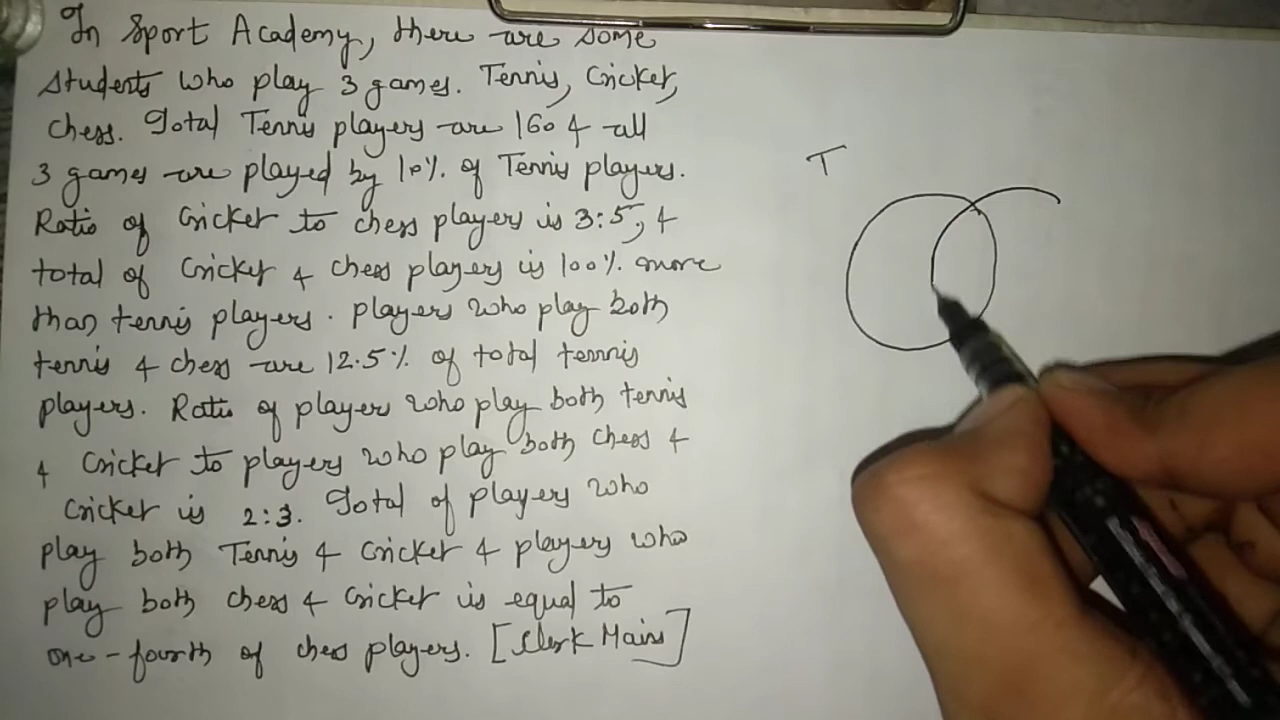 In Sport Academy, there are some
students who play 3 games. Tennis, Cricket,
Chess. Total Tennis players are 160 & all
3 games are played by 10% of Tennis players.
Ratio of Cricket to chess players is 3:5, &
total of Cricket & chess players is 100% more
than tennis players. players who play both
tennis & chess are 12.5% of total tennis
players. Ratio of players who play both tennis
& Cricket to players who play both chess &
Cricket is 2:3. Total of players who
play both Tennis & Cricket & players who
play both chess & Cricket is equal to
one-fourth of chess players. [Clerk Mains]
T